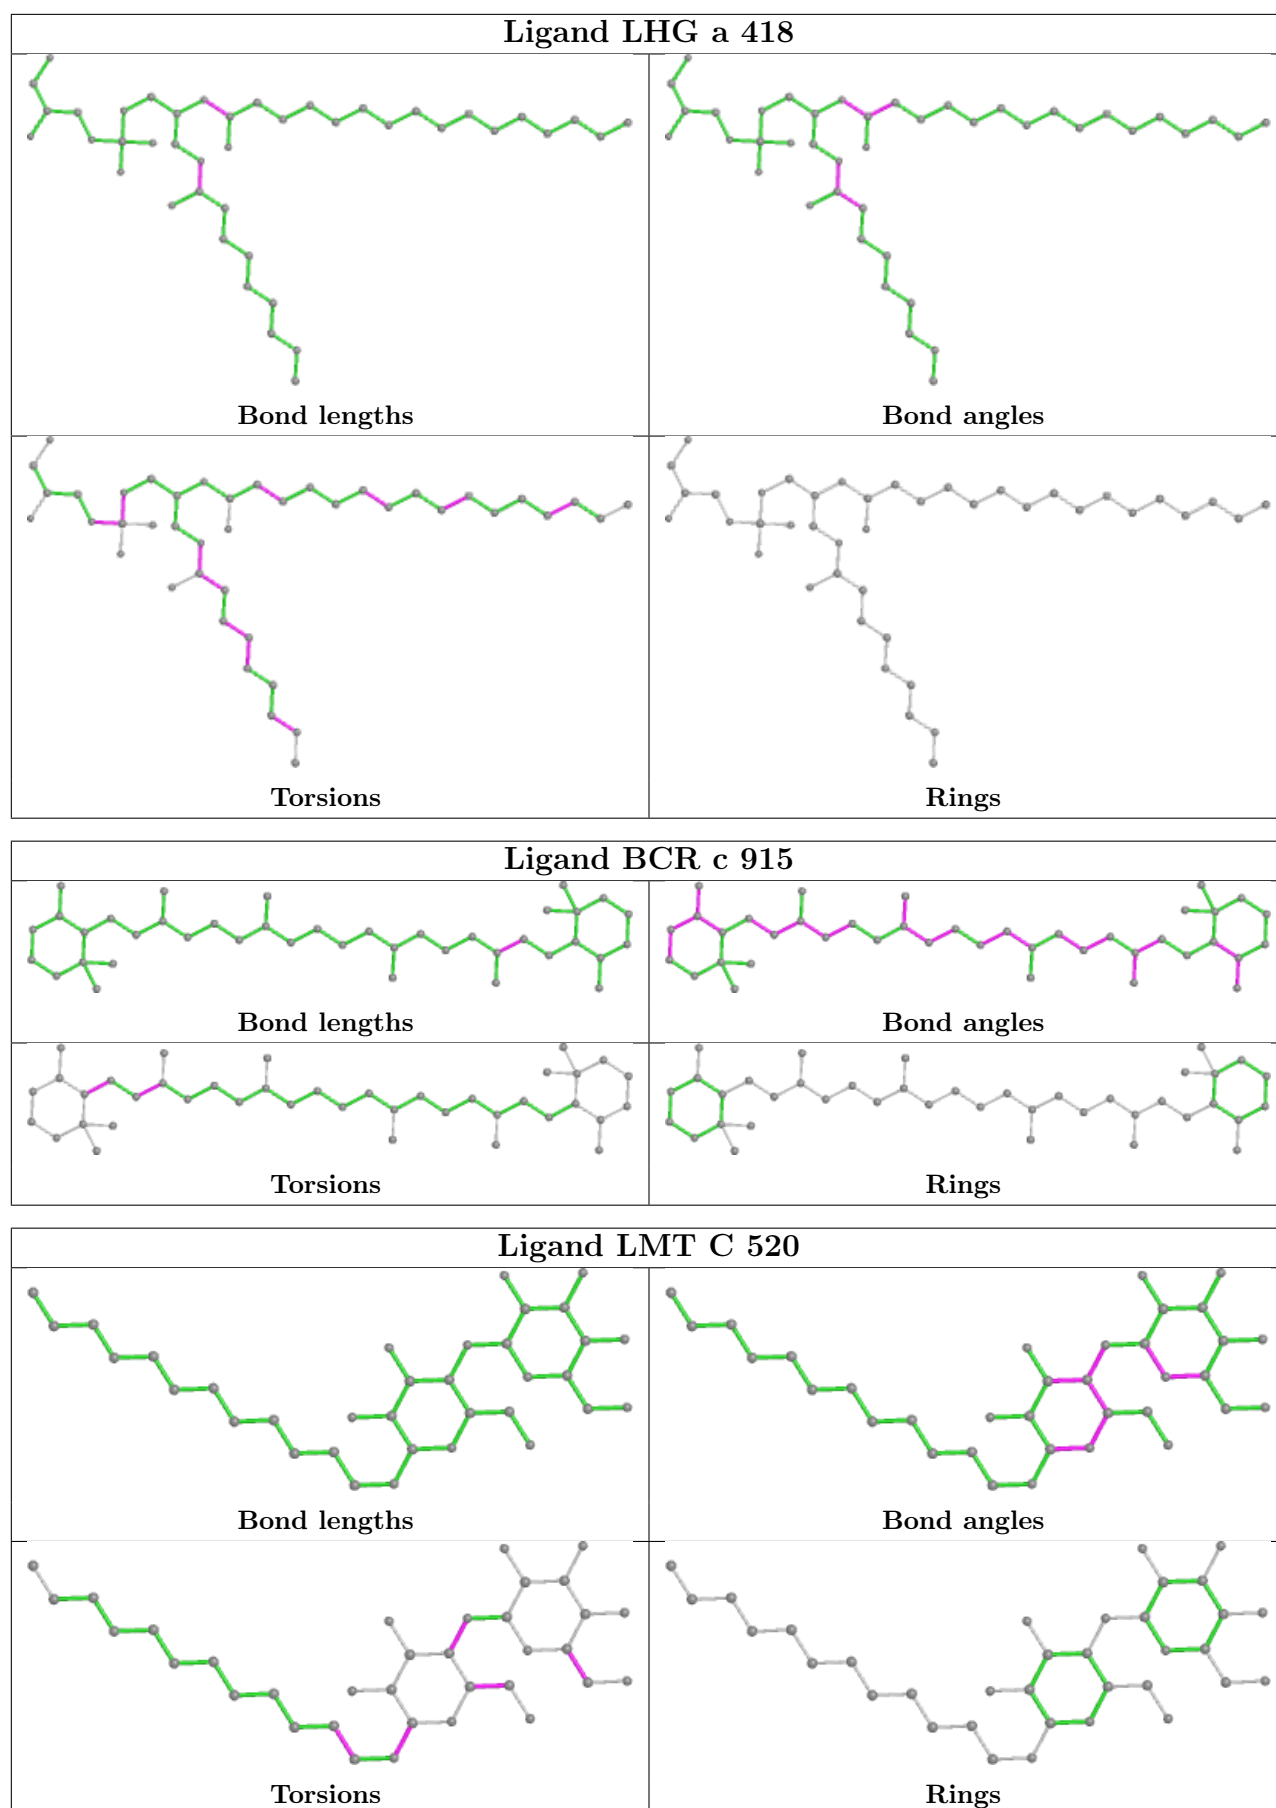 Ligand LHG a 418
Bond lengths
Bond angles
Torsions
Rings
Ligand BCR c 915
Bond lengths
Bond angles
Torsions
Rings
Ligand LMT C 520
Bond lengths
Bond angles
Torsions
Rings